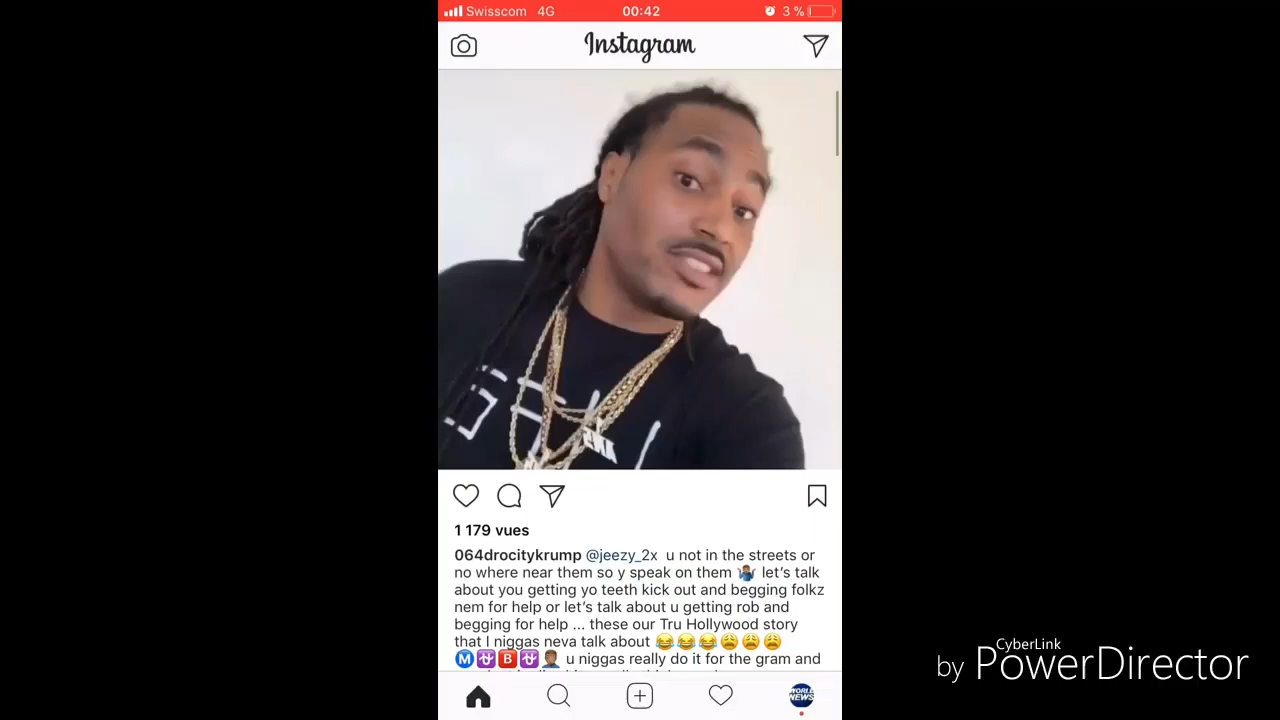 Swisscom 4G 00:42 3 %
Instagram
1 179 vues
064drocitykrump @jeezy_2x u not in the streets or
no where near them so y speak on them 🤷🏽‍♂️ let's talk
about you getting yo teeth kick out and begging folkz
nem for help or let's talk about u getting rob and
begging for help ... these our Tru Hollywood story
that I niggas neva talk about 😂😂😂😩😩😩
Ⓜ️⛎🅱️⛎🤦🏽‍♂️ u niggas really do it for the gram and
WORLD
NEWS
CyberLink
by PowerDirector